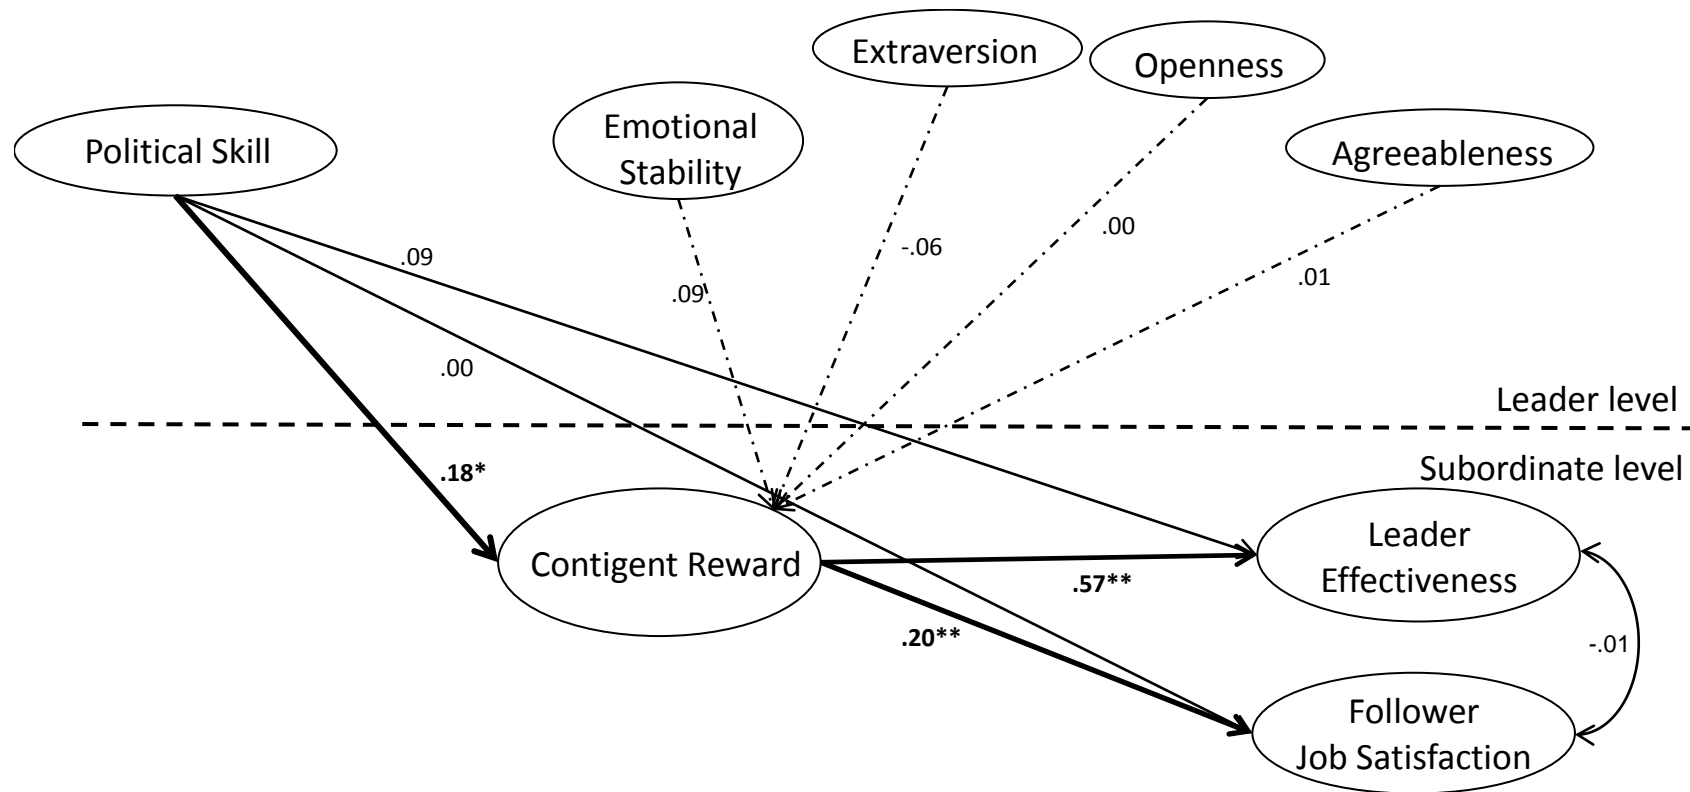 Extraversion
Openness
Emotional
Stability
Political Skill
Agreeableness
.09
-.06
.00
.09
.01
.00
Leader level
.18*
Subordinate level
Contigent Reward
Leader
Effectiveness
.57**
.20**
-.01
Follower
Job Satisfaction